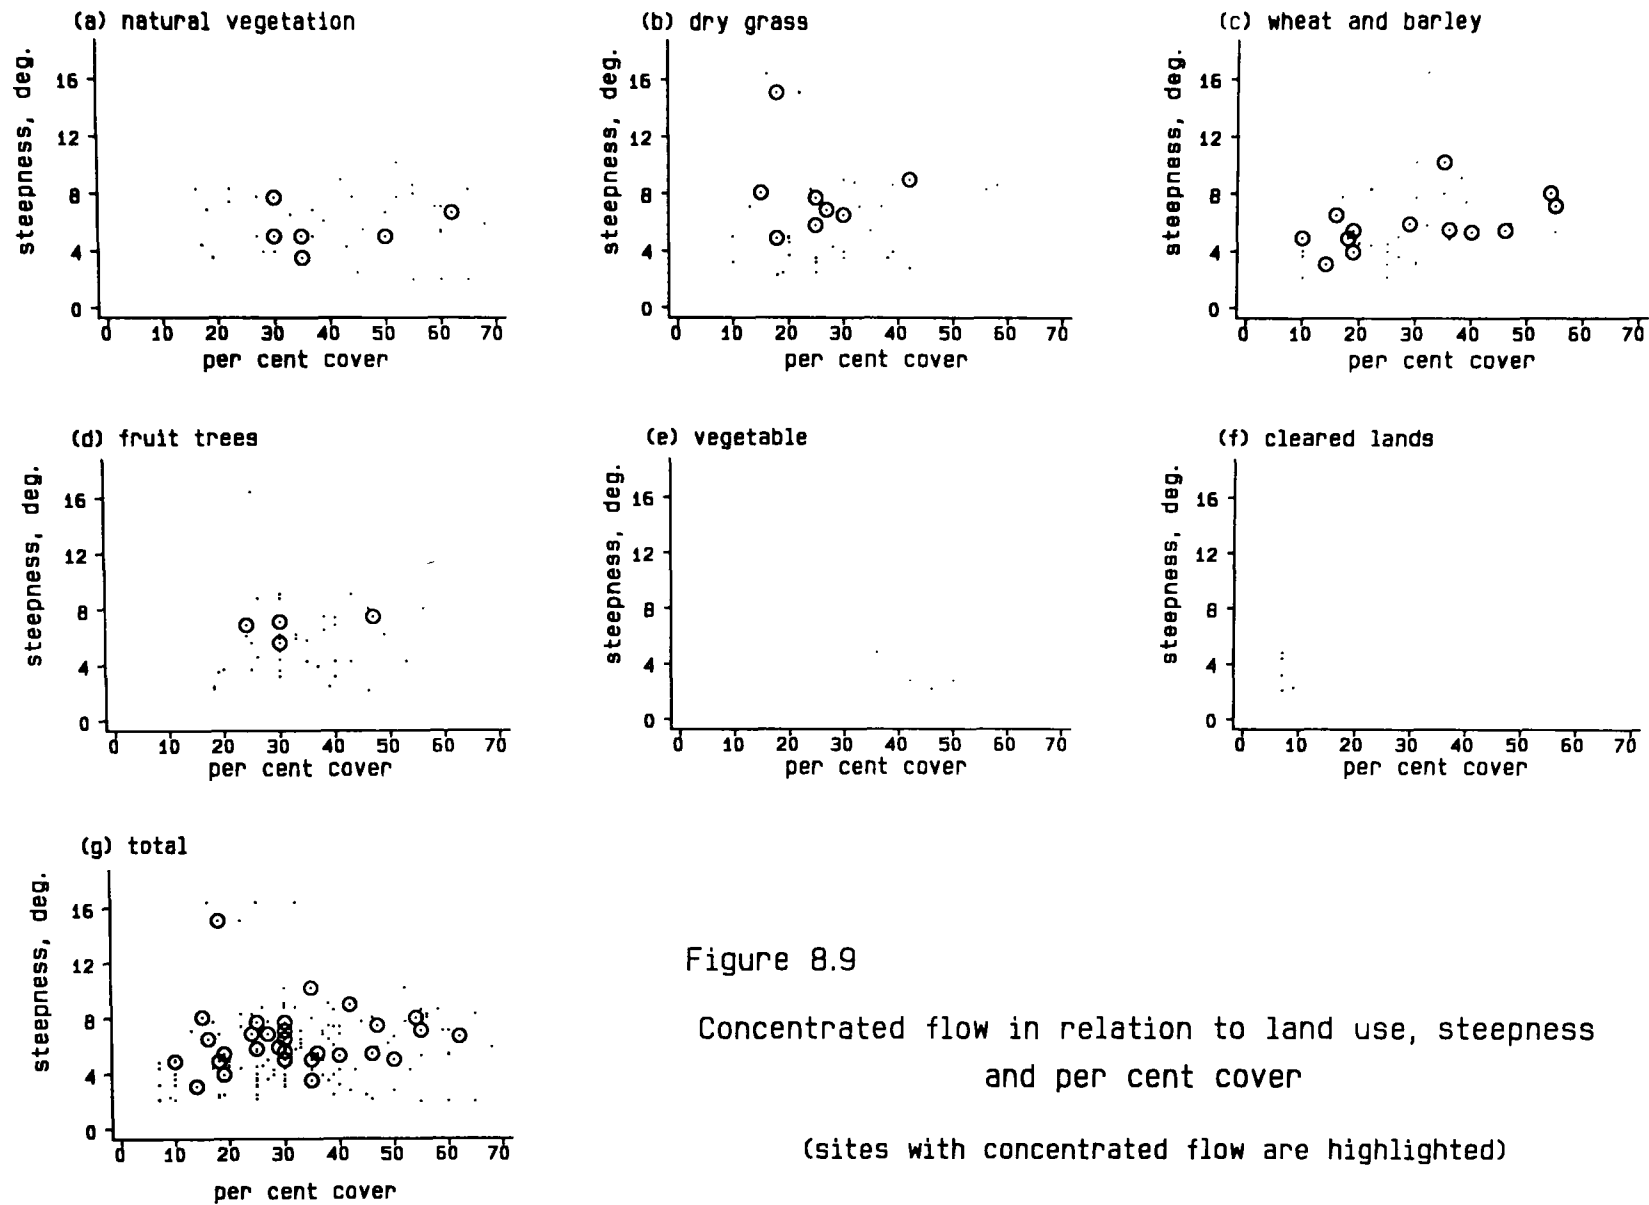 (a) natural vegetation
steepness, deg.
16
12
8
4
0
0 10 20 30 40 50 60 70
per cent cover
(b) dry grass
steepness, deg.
16
12
8
4
0
0 10 20 30 40 50 60 70
per cent cover
(c) wheat and barley
steepness, deg.
16
12
8
4
0
0 10 20 30 40 50 60 70
per cent cover
(d) fruit trees
steepness, deg.
16
12
8
4
0
0 10 20 30 40 50 60 70
per cent cover
(e) vegetable
steepness, deg.
16
12
8
4
0
0 10 20 30 40 50 60 70
per cent cover
(f) cleared lands
steepness, deg.
16
12
8
4
0
0 10 20 30 40 50 60 70
per cent cover
(g) total
steepness, deg.
16
12
8
4
0
0 10 20 30 40 50 60 70
per cent cover
Figure 8.9
Concentrated flow in relation to land use, steepness
and per cent cover
(sites with concentrated flow are highlighted)